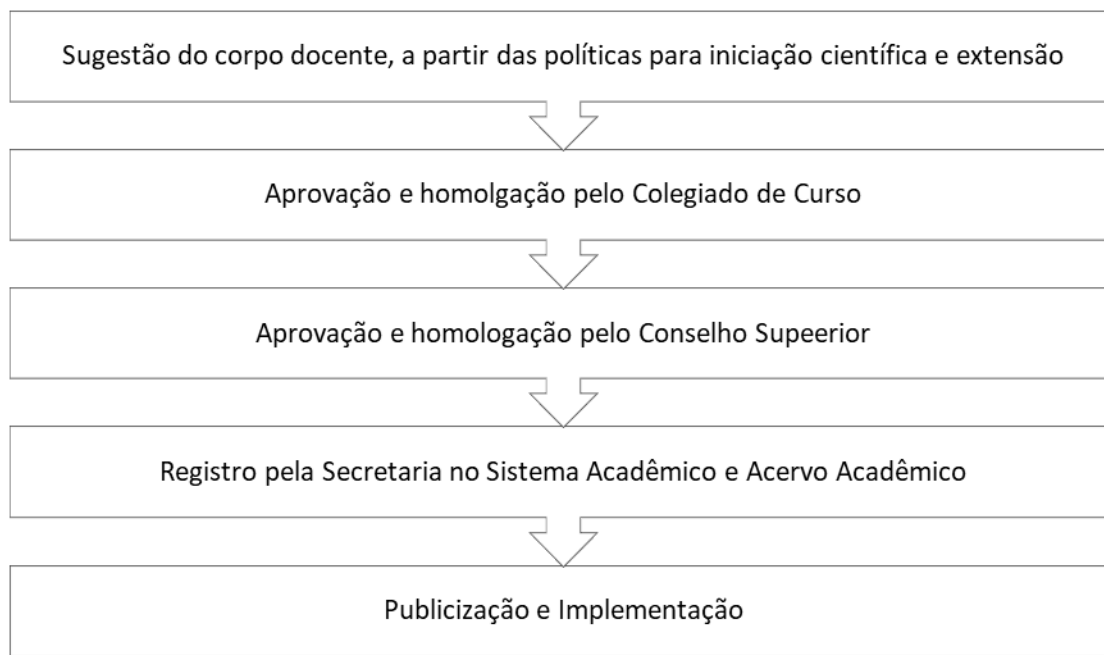 Sugestão do corpo docente, a partir das políticas para iniciação científica e extensão
Aprovação e homolgação pelo Colegiado de Curso
Aprovação e homologação pelo Conselho Supeerior
Registro pela Secretaria no Sistema Acadêmico e Acervo Acadêmico
Publicização e Implementação